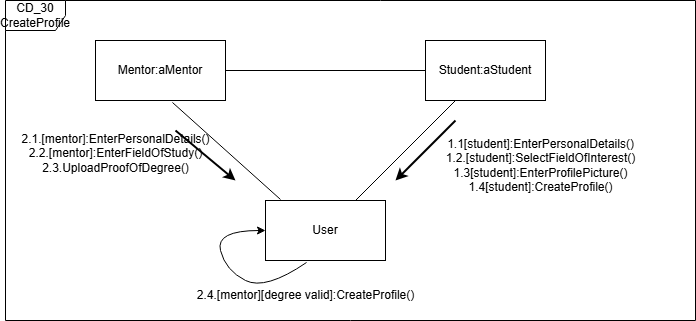 CD_30
CreateProfile
Mentor:aMentor
Student:aStudent
2.1.[mentor]:EnterPersonalDetails()
2.2.[mentor]:EnterFieldOfStudy()
2.3.UploadProofOfDegree()
1.1[student]:EnterPersonalDetails()
1.2.[student]:SelectFieldOfInterest()
1.3[student]:EnterProfilePicture()
1.4[student]:CreateProfile()
User
2.4.[mentor][degree valid]:CreateProfile()